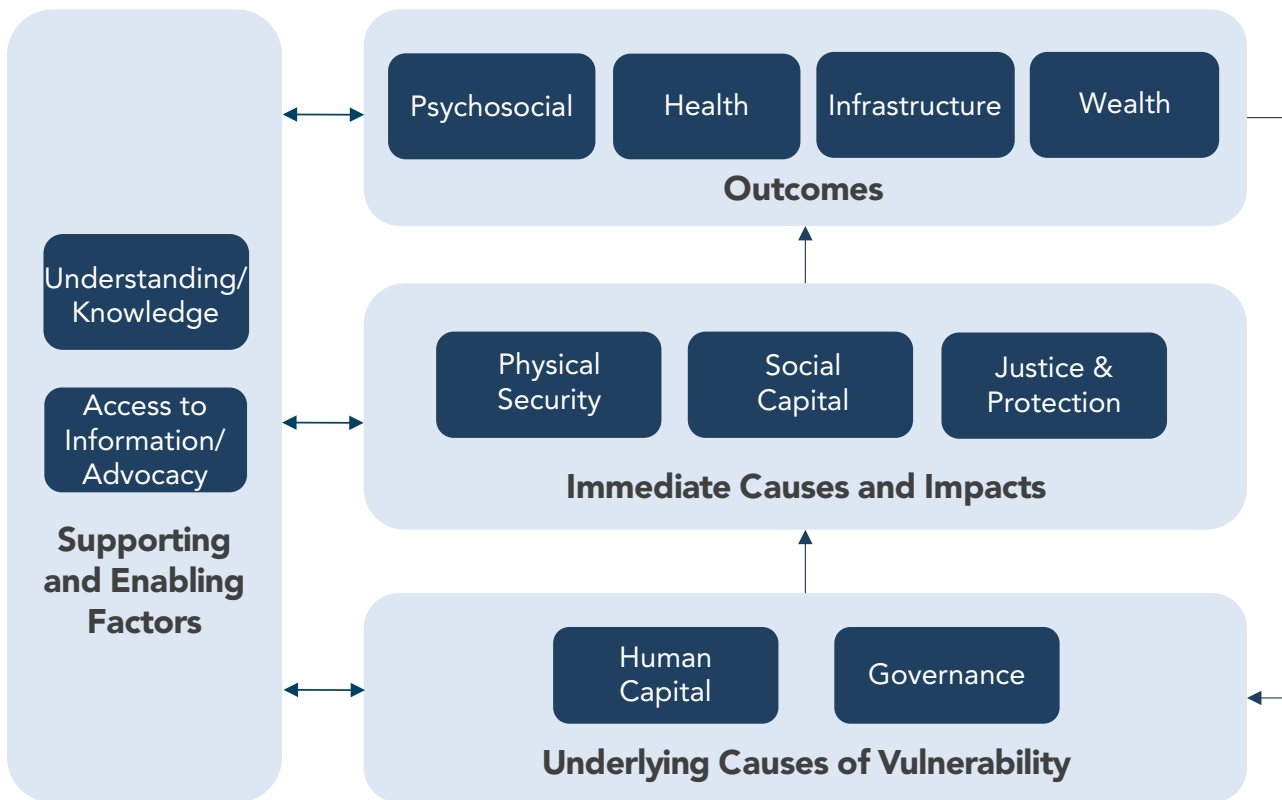 Psychosocial
Health
Infrastructure
Wealth
Outcomes
Understanding/
Knowledge
Access to
Information/
Advocacy
Supporting
and Enabling
Factors
Physical
Security
Social
Capital
Justice &
Protection
Immediate Causes and Impacts
Human
Capital
Governance
Underlying Causes of Vulnerability